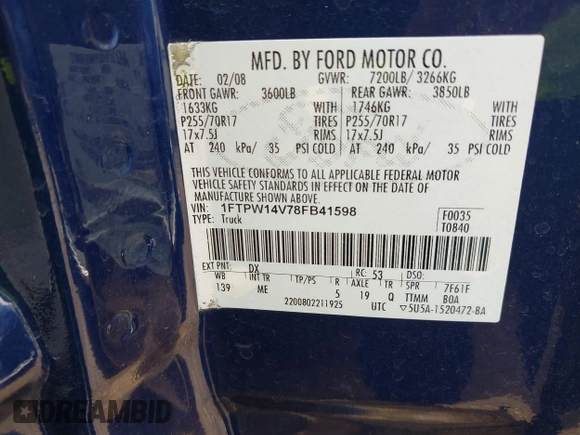 MFD. BY FORD MOTOR CO.
DATE: 02/08 GVWR: 7200LB/ 3266KG
FRONT GAWR: 3600LB REAR GAWR: 3850LB
1633KG WITH 1746KG WITH
P255/70R17 TIRES P255/70R17 TIRES
17x7.5J RIMS 17x7.5J RIMS
AT 240 kPa/ 35 PSI COLD AT 240 kPa/ 35 PSI COLD
THIS VEHICLE CONFORMS TO ALL APPLICABLE FEDERAL MOTOR
VEHICLE SAFETY STANDARDS IN EFFECT ON THE DATE OF
MANUFACTURE SHOWN ABOVE.
VIN: 1FTPW14V78FB41598 F0035
TYPE: Truck T0840
EXT PNT: DX RC: 53 DSO:
WB TR TP/PS R AXLE TR SPR 7F61F
139 ME 5 19 Q TTMM BOA
2200802211925 UTC ▽5U5A-1520472-BA
DREAMBID